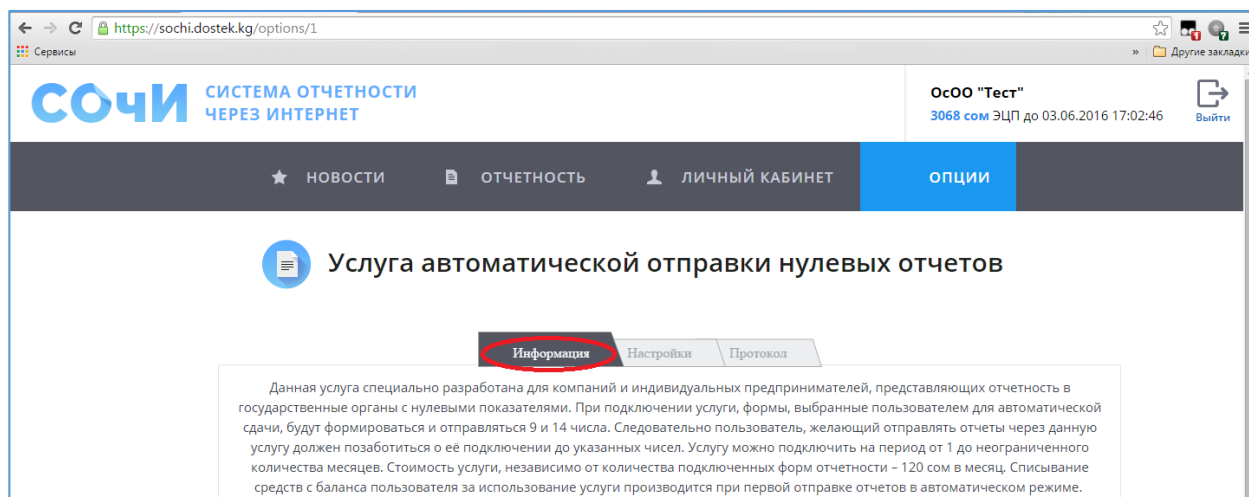 https://sochi.dostek.kg/options/1
Сервисы
» Другие закладки
СОчИ СИСТЕМА ОТЧЕТНОСТИ
ЧЕРЕЗ ИНТЕРНЕТ
ОсОО "Тест"
3068 сом ЭЦП до 03.06.2016 17:02:46
Выйти
НОВОСТИ ОТЧЕТНОСТЬ ЛИЧНЫЙ КАБИНЕТ ОПЦИИ
Услуга автоматической отправки нулевых отчетов
Информация Настройки Протокол
Данная услуга специально разработана для компаний и индивидуальных предпринимателей, представляющих отчетность в
государственные органы с нулевыми показателями. При подключении услуги, формы, выбранные пользователем для автоматической
сдачи, будут формироваться и отправляться 9 и 14 числа. Следовательно пользователь, желающий отправлять отчеты через данную
услугу должен позаботиться о её подключении до указанных чисел. Услугу можно подключить на период от 1 до неограниченного
количества месяцев. Стоимость услуги, независимо от количества подключенных форм отчетности – 120 сом в месяц. Списывание
средств с баланса пользователя за использование услуги производится при первой отправке отчетов в автоматическом режиме.